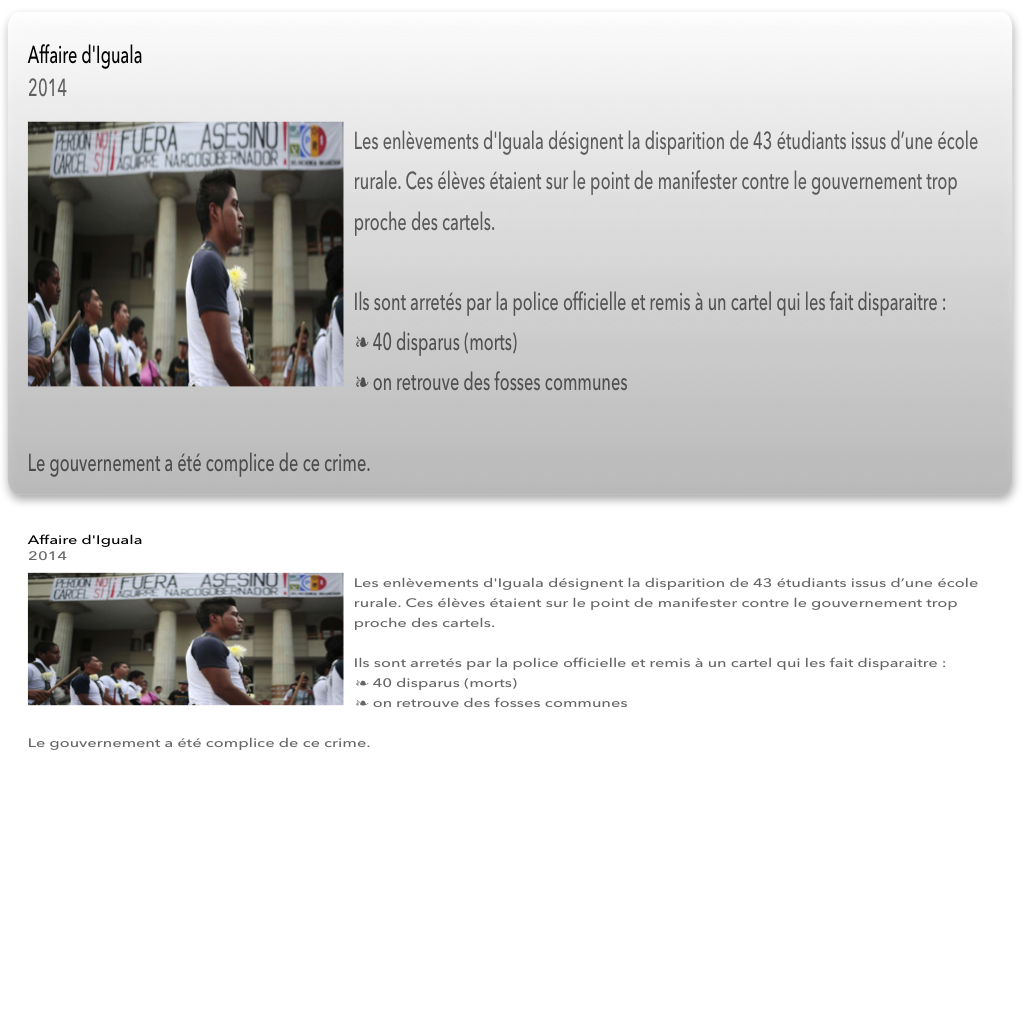 Affaire d'Iguala
2014
PERDÓN NO
CARCEL SI
¡FUERA ASESINO!
AGUIRRE NARCOGOBERNADOR
Les enlèvements d'Iguala désignent la disparition de 43 étudiants issus d’une école
rurale. Ces élèves étaient sur le point de manifester contre le gouvernement trop
proche des cartels.
Ils sont arretés par la police officielle et remis à un cartel qui les fait disparaitre :
❧ 40 disparus (morts)
❧ on retrouve des fosses communes
Le gouvernement a été complice de ce crime.
Affaire d'Iguala
2014
PERDÓN NO
CARCEL SI
¡FUERA ASESINO!
AGUIRRE NARCOGOBERNADOR
Les enlèvements d'Iguala désignent la disparition de 43 étudiants issus d’une école
rurale. Ces élèves étaient sur le point de manifester contre le gouvernement trop
proche des cartels.
Ils sont arretés par la police officielle et remis à un cartel qui les fait disparaitre :
❧ 40 disparus (morts)
❧ on retrouve des fosses communes
Le gouvernement a été complice de ce crime.